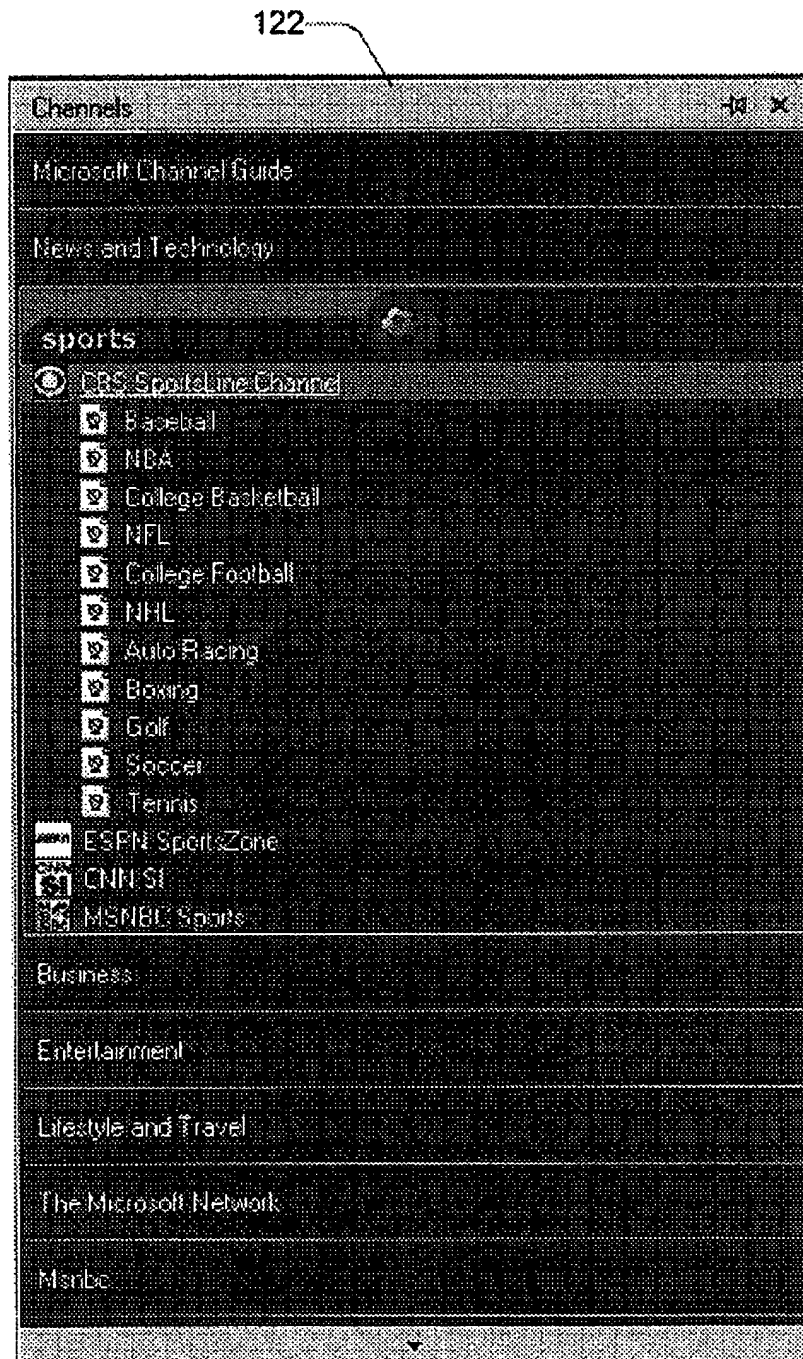 122
Channels
Microsoft Channel Guide
News and Technology
sports
CBS SportsLine Channel
Baseball
NBA
College Basketball
NFL
College Football
NHL
Auto Racing
Boxing
Golf
Soccer
Tennis
ESPN SportsZone
CNN SI
MSNBC Sports
Business
Entertainment
Lifestyle and Travel
The Microsoft Network
Msnbc